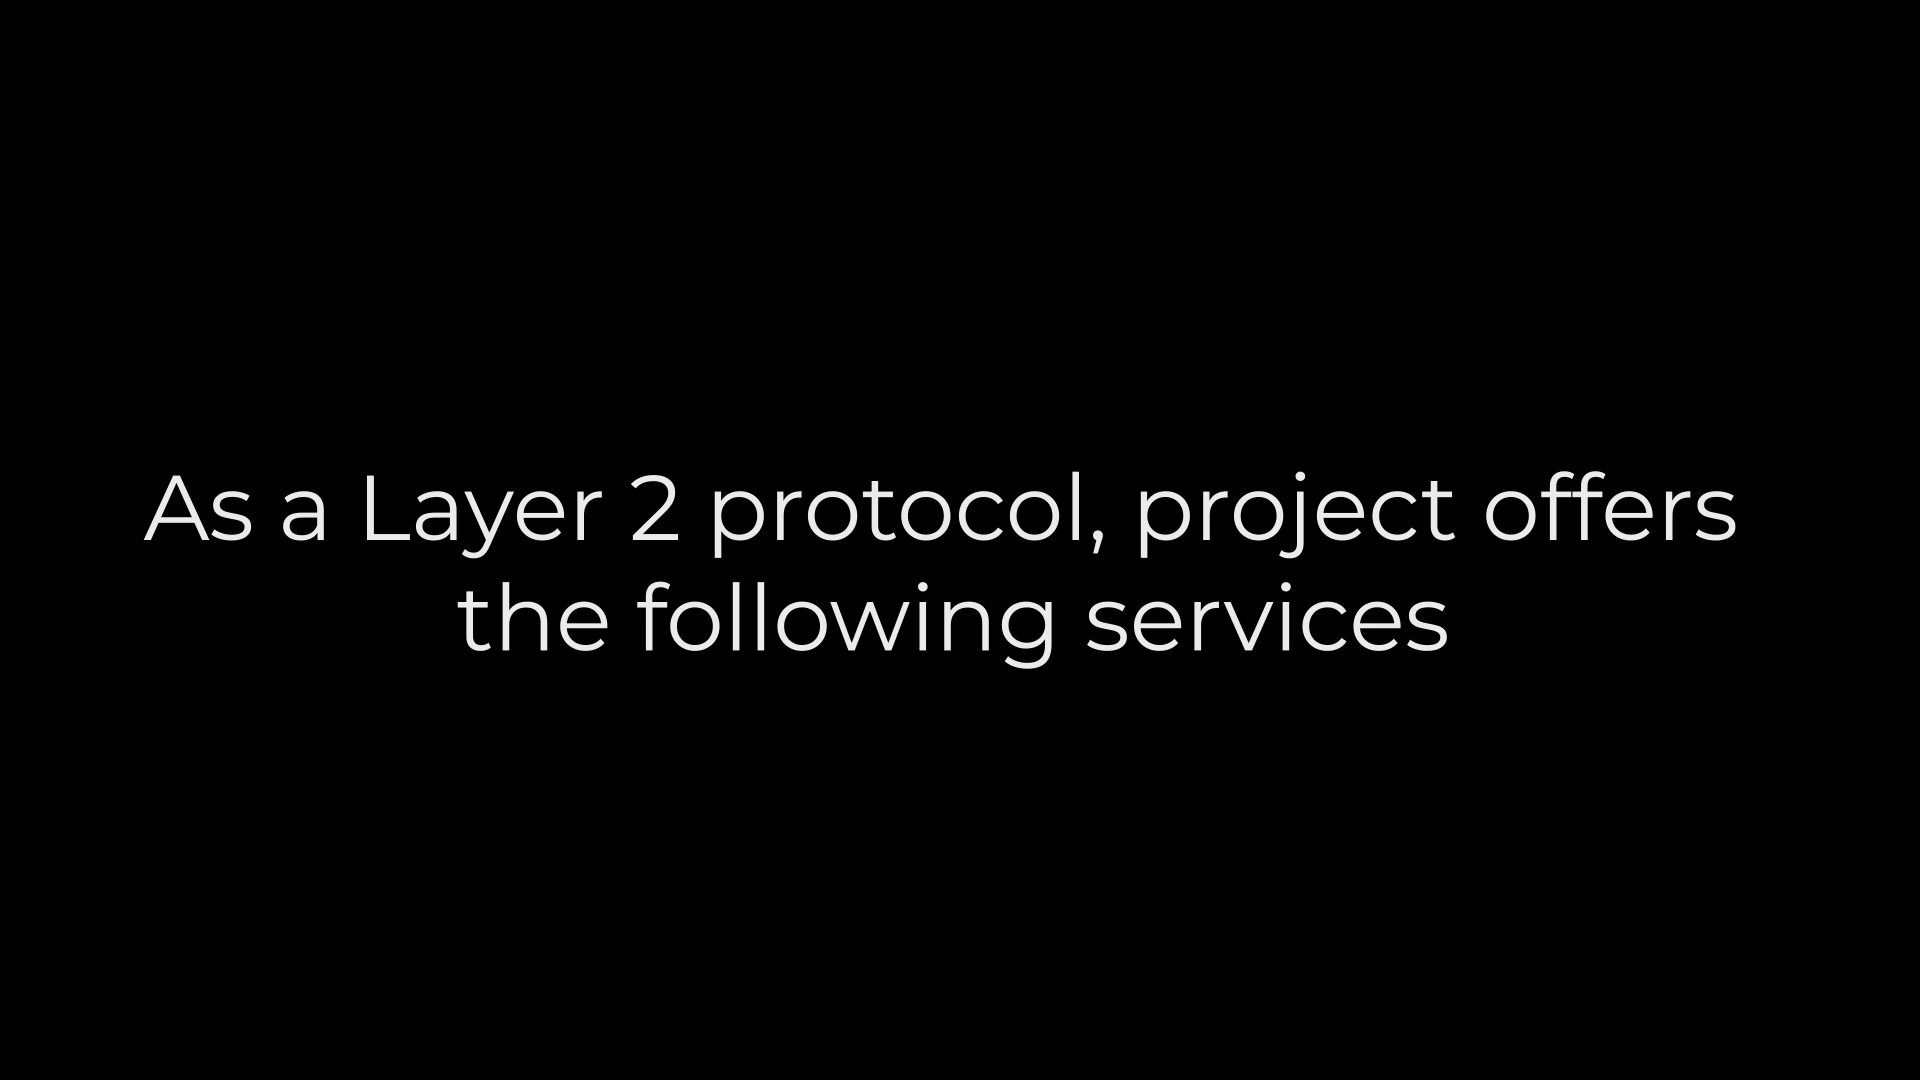 As a Layer 2 protocol, project offers
the following services